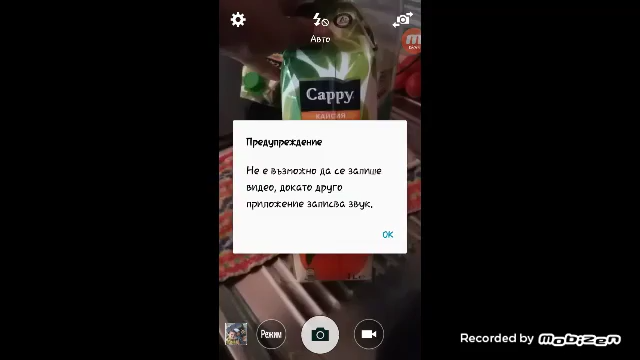 Авто
Cappy
КАЙСИЯ
Предупреждение
Не е възможно да се запише
видео, докато друго
приложение записва звук.
OK
Режим
Recorded by MOBIZEN